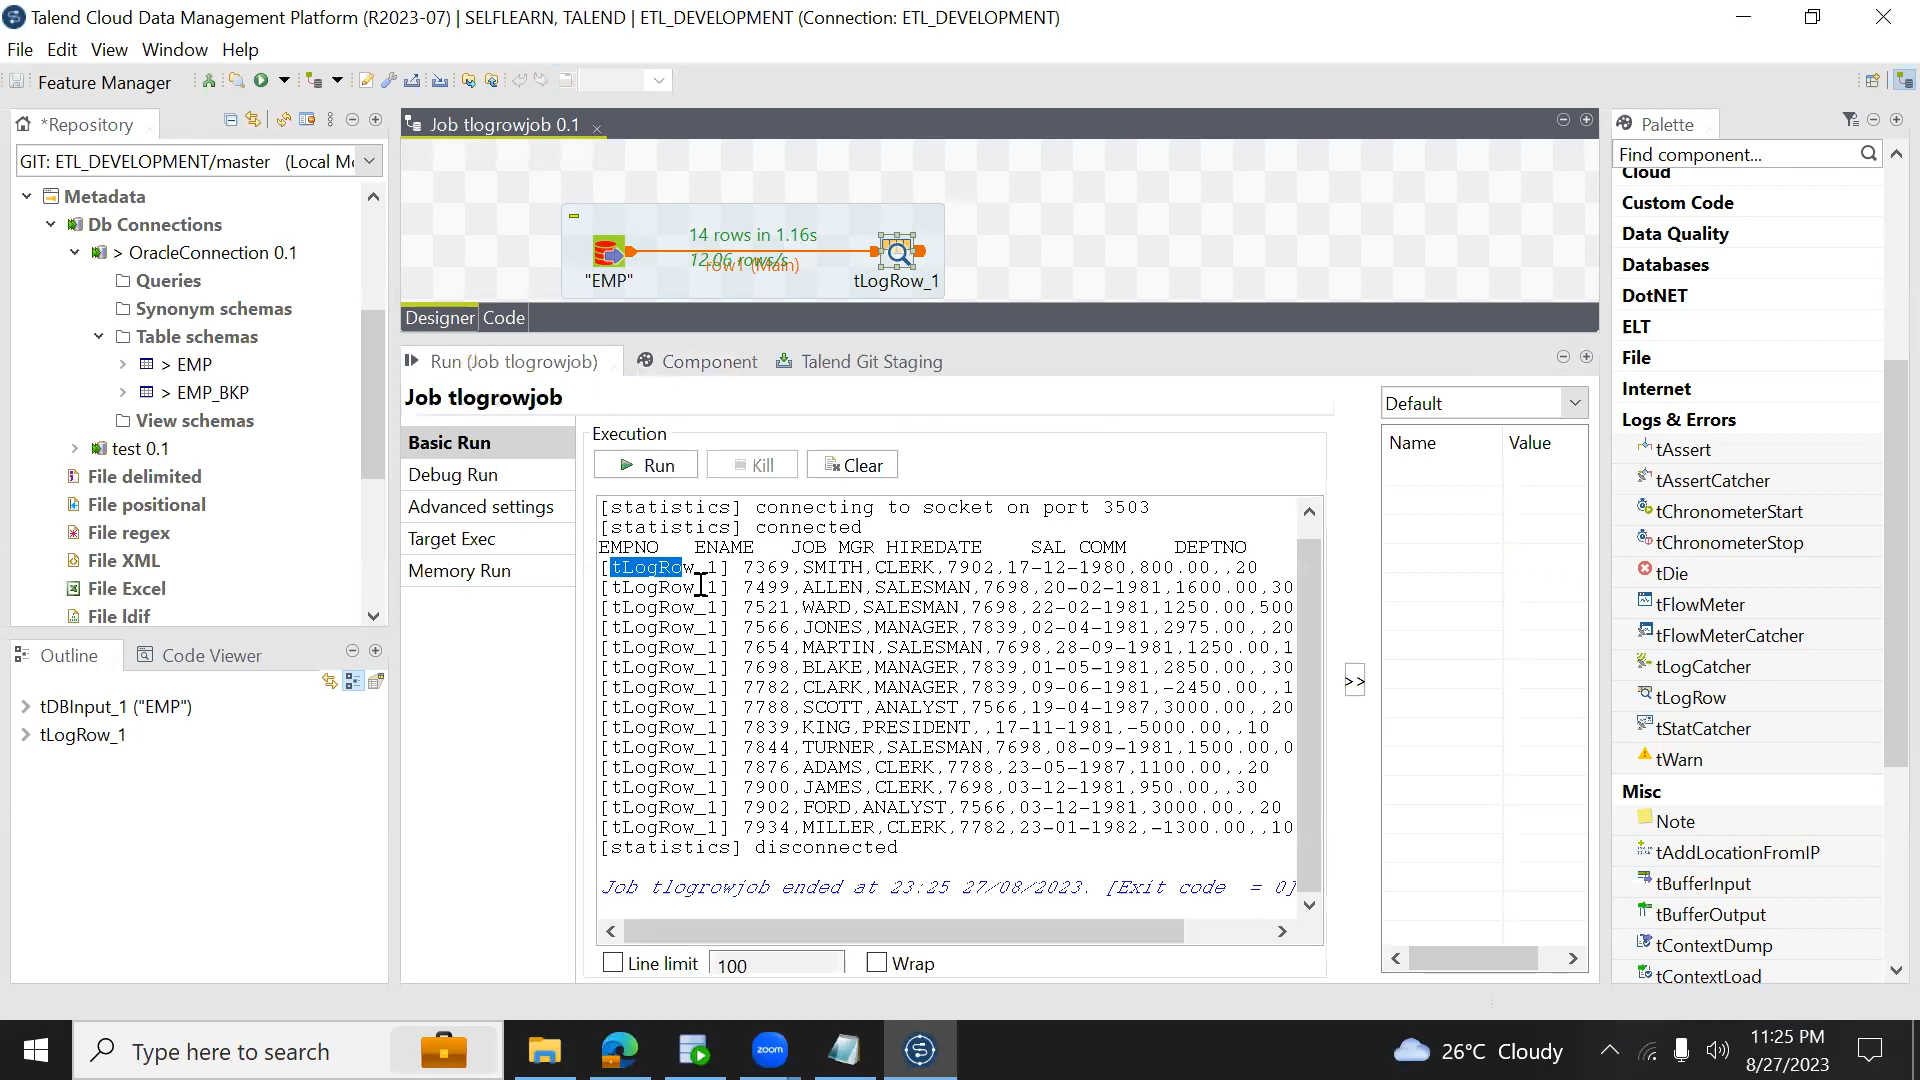 Talend Cloud Data Management Platform (R2023-07) | SELFLEARN, TALEND | ETL_DEVELOPMENT (Connection: ETL_DEVELOPMENT)
File Edit View Window Help
Feature Manager
*Repository
GIT: ETL_DEVELOPMENT/master (Local Mo
Metadata
Db Connections
> OracleConnection 0.1
Queries
Synonym schemas
Table schemas
> EMP
> EMP_BKP
View schemas
test 0.1
File delimited
File positional
File regex
File XML
File Excel
File ldif
Outline
Code Viewer
tDBInput_1 ("EMP")
tLogRow_1
Job tlogrowjob 0.1
14 rows in 1.16s
12.06 rows/s
row1 (Main)
"EMP"
tLogRow_1
Designer Code
Run (Job tlogrowjob)
Component
Talend Git Staging
Job tlogrowjob
Basic Run
Debug Run
Advanced settings
Target Exec
Memory Run
Execution
Run
Kill
Clear
[statistics] connecting to socket on port 3503
[statistics] connected
EMPNO ENAME JOB MGR HIREDATE SAL COMM DEPTNO
[tLogRow_1] 7369,SMITH,CLERK,7902,17-12-1980,800.00,,20
[tLogRow_1] 7499,ALLEN,SALESMAN,7698,20-02-1981,1600.00,30
[tLogRow_1] 7521,WARD,SALESMAN,7698,22-02-1981,1250.00,500
[tLogRow_1] 7566,JONES,MANAGER,7839,02-04-1981,2975.00,,20
[tLogRow_1] 7654,MARTIN,SALESMAN,7698,28-09-1981,1250.00,1
[tLogRow_1] 7698,BLAKE,MANAGER,7839,01-05-1981,2850.00,,30
[tLogRow_1] 7782,CLARK,MANAGER,7839,09-06-1981,-2450.00,,1
[tLogRow_1] 7788,SCOTT,ANALYST,7566,19-04-1987,3000.00,,20
[tLogRow_1] 7839,KING,PRESIDENT,,17-11-1981,-5000.00,,10
[tLogRow_1] 7844,TURNER,SALESMAN,7698,08-09-1981,1500.00,0
[tLogRow_1] 7876,ADAMS,CLERK,7788,23-05-1987,1100.00,,20
[tLogRow_1] 7900,JAMES,CLERK,7698,03-12-1981,950.00,,30
[tLogRow_1] 7902,FORD,ANALYST,7566,03-12-1981,3000.00,,20
[tLogRow_1] 7934,MILLER,CLERK,7782,23-01-1982,-1300.00,,10
[statistics] disconnected
Job tlogrowjob ended at 23:25 27/08/2023. [Exit code = 0]
Line limit 100
Wrap
>>
Default
Name Value
Palette
Find component...
Cloud
Custom Code
Data Quality
Databases
DotNET
ELT
File
Internet
Logs & Errors
tAssert
tAssertCatcher
tChronometerStart
tChronometerStop
tDie
tFlowMeter
tFlowMeterCatcher
tLogCatcher
tLogRow
tStatCatcher
tWarn
Misc
Note
tAddLocationFromIP
tBufferInput
tBufferOutput
tContextDump
tContextLoad
Type here to search
zoom
26°C Cloudy
11:25 PM
8/27/2023